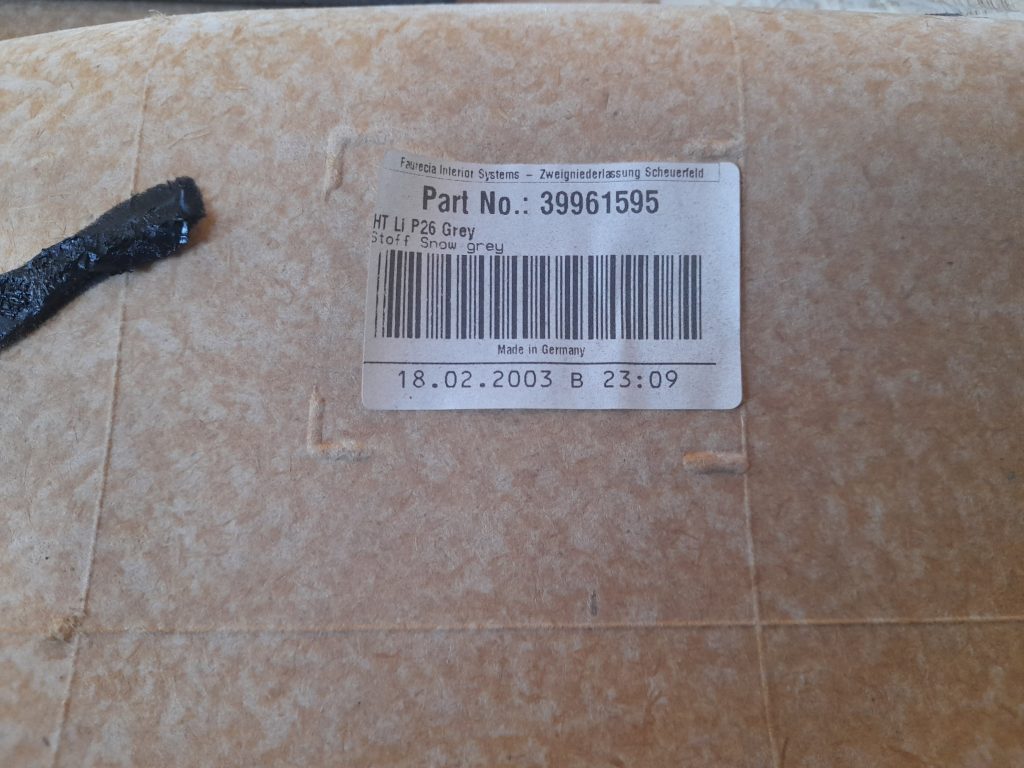 Faurecia Interior Systems - Zweigniederlassung Scheuerfeld
Part No.: 39961595
HT Li P26 Grey
Stoff Snow grey
Made in Germany
18.02.2003 B 23:09